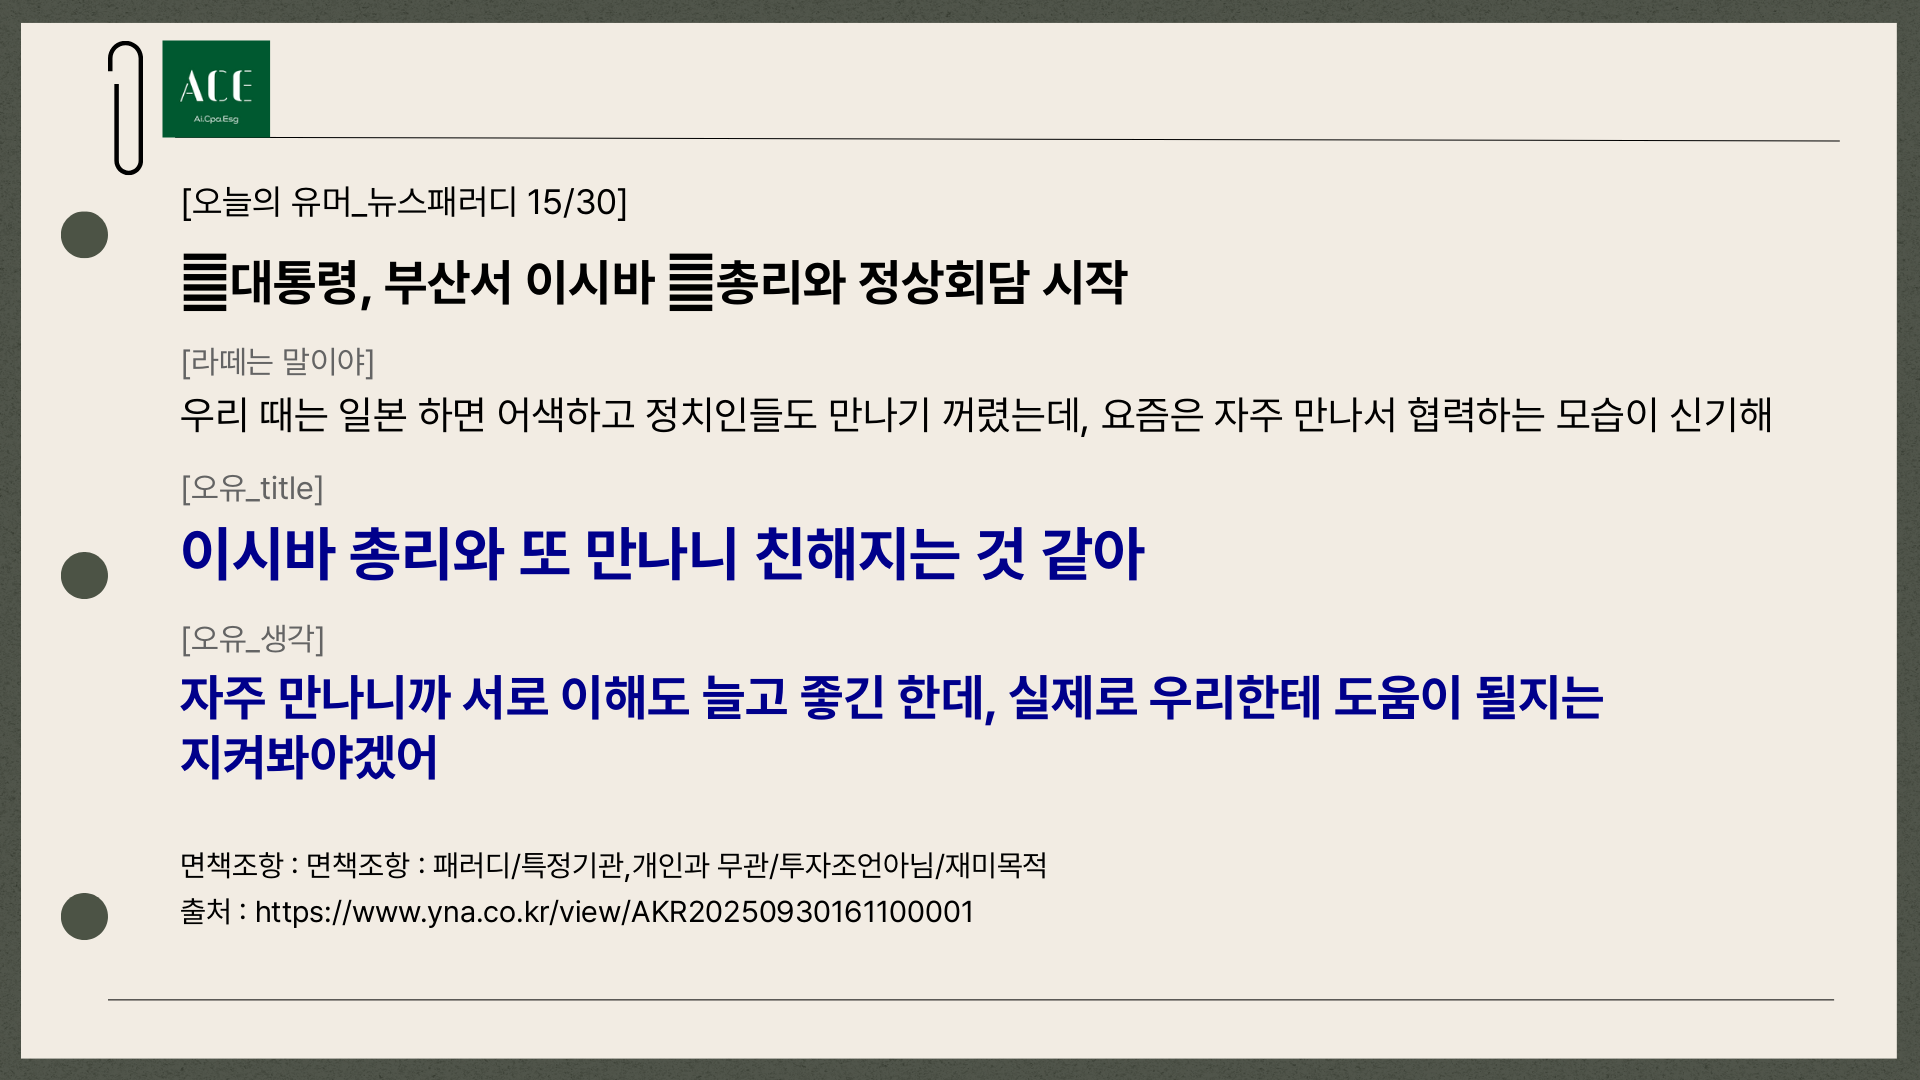 ACE
Ai.Cpa.Esg
[오늘의 유머_뉴스패러디 15/30]
䷀대통령, 부산서 이시바 ䷀총리와 정상회담 시작
[라떼는 말이야]
우리 때는 일본 하면 어색하고 정치인들도 만나기 꺼렸는데, 요즘은 자주 만나서 협력하는 모습이 신기해
[오유_title]
이시바 총리와 또 만나니 친해지는 것 같아
[오유_생각]
자주 만나니까 서로 이해도 늘고 좋긴 한데, 실제로 우리한테 도움이 될지는
지켜봐야겠어
면책조항 : 면책조항 : 패러디/특정기관,개인과 무관/투자조언아님/재미목적
출처 : https://www.yna.co.kr/view/AKR20250930161100001